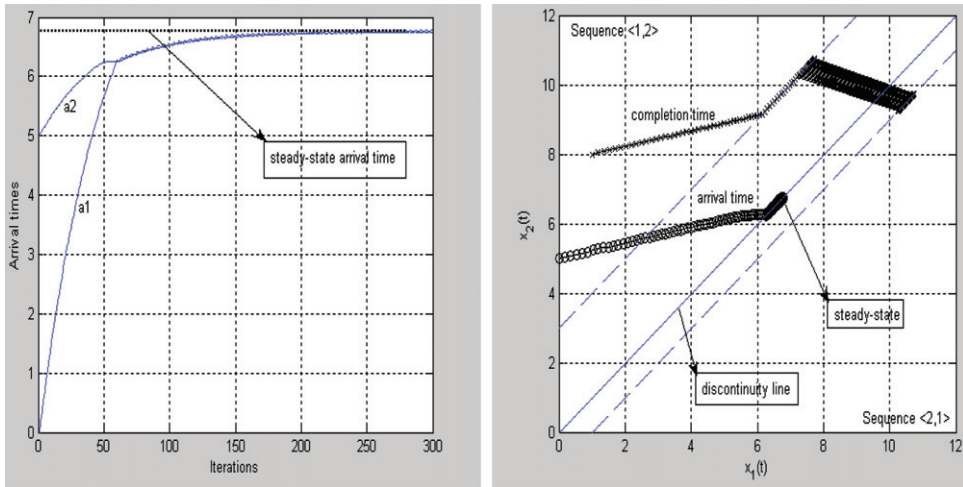 7
6
5
4
3
2
1
0
Arrival times
a2
a1
steady-state arrival time
0 50 100 150 200 250 300
Iterations
12
10
8
6
4
2
0
x2(t)
Sequence <1,2>
completion time
arrival time
steady-state
discontinuty line
Sequence <2,1>
0 2 4 6 8 10 12
x1(t)